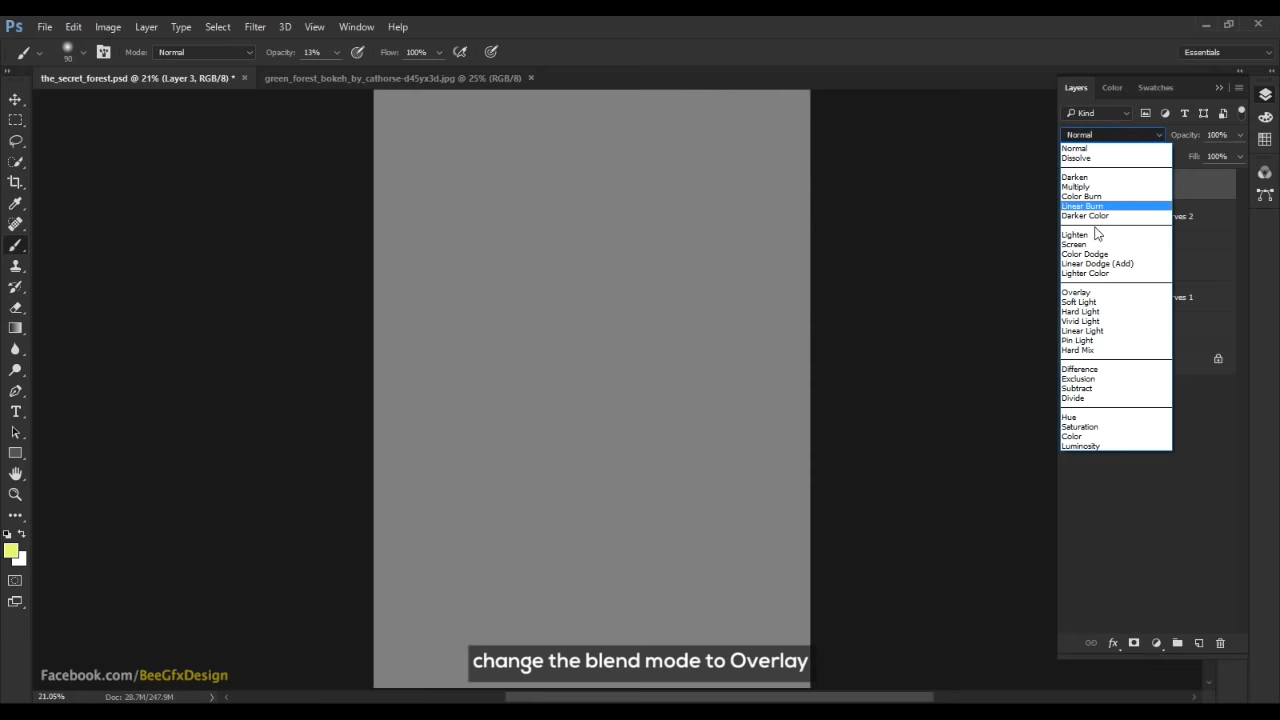 Ps File Edit Image Layer Type Select Filter 3D View Window Help
90 Mode: Normal Opacity: 13% Flow: 100% Essentials
the_secret_forest.psd @ 21% (Layer 3, RGB/8) * × green_forest_bokeh_by_cathorse-d45yx3d.jpg @ 25% (RGB/8) ×
Layers Color Swatches
Kind
Normal Opacity: 100%
Fill: 100%
Normal
Dissolve
Darken
Multiply
Color Burn
Linear Burn
Darker Color
Lighten
Screen
Color Dodge
Linear Dodge (Add)
Lighter Color
Overlay
Soft Light
Hard Light
Vivid Light
Linear Light
Pin Light
Hard Mix
Difference
Exclusion
Subtract
Divide
Hue
Saturation
Color
Luminosity
rves 2
rves 1
change the blend mode to Overlay
Facebook.com/BeeGfxDesign
21.05% Doc: 28.7M/247.9M